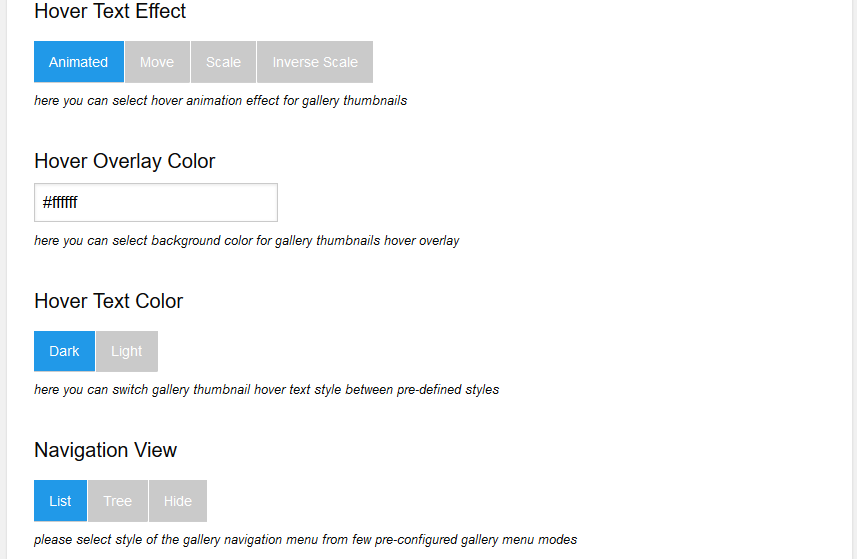 Hover Text Effect
Animated Move Scale Inverse Scale
here you can select hover animation effect for gallery thumbnails
Hover Overlay Color
#ffffff
here you can select background color for gallery thumbnails hover overlay
Hover Text Color
Dark Light
here you can switch gallery thumbnail hover text style between pre-defined styles
Navigation View
List Tree Hide
please select style of the gallery navigation menu from few pre-configured gallery menu modes